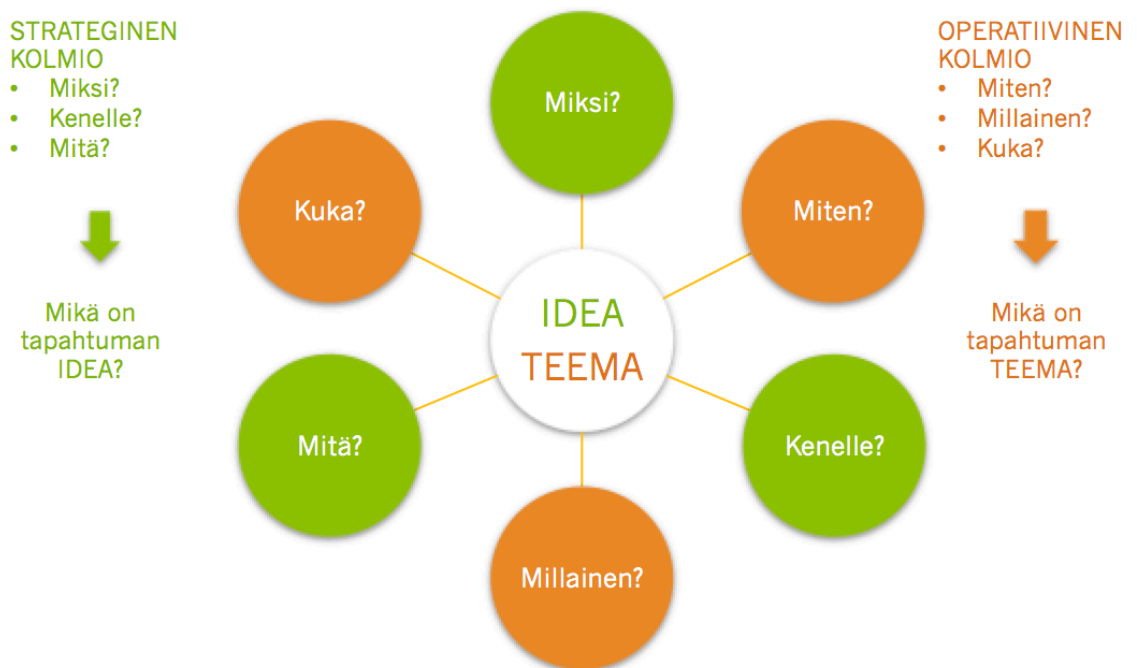 STRATEGINEN
KOLMIO
• Miksi?
• Kenelle?
• Mitä?
Mikä on
tapahtuman
IDEA?
Miksi?
Kuka?
Miten?
IDEA
TEEMA
Mitä?
Kenelle?
Millainen?
OPERATIIVINEN
KOLMIO
• Miten?
• Millainen?
• Kuka?
Mikä on
tapahtuman
TEEMA?